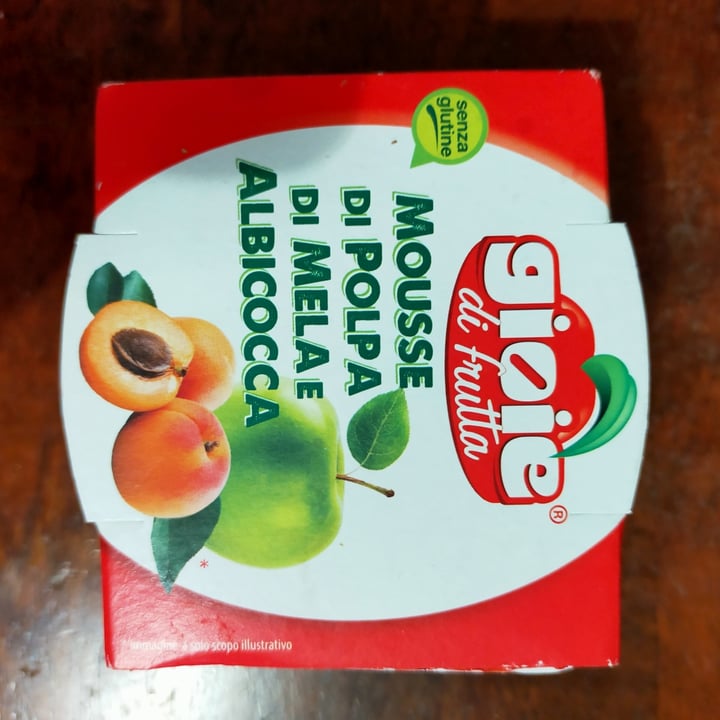 senza
glutine
gioie®
di frutta
MOUSSE
DI POLPA
DI MELA E
ALBICOCCA
*
*immagine a solo scopo illustrativo